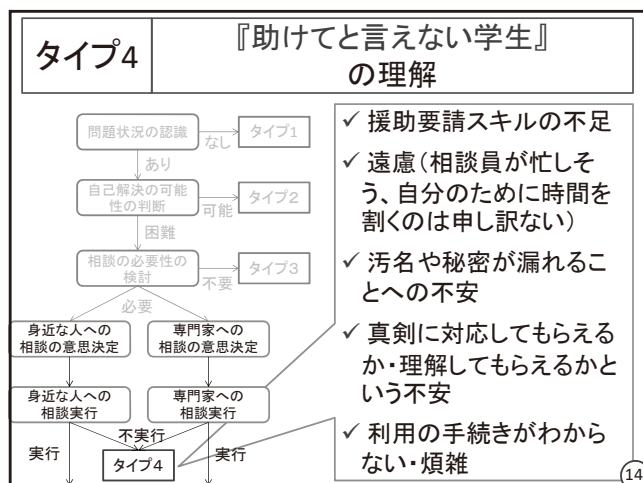 タイプ4
『助けてと言えない学生』
の理解
問題状況の認識
なし
タイプ1
あり
自己解決の可能
性の判断
可能
タイプ2
困難
相談の必要性の
検討
不要
タイプ3
必要
身近な人への
相談の意思決定
専門家への
相談の意思決定
身近な人への
相談実行
専門家への
相談実行
不実行
実行
タイプ4
実行
✓ 援助要請スキルの不足
✓ 遠慮(相談員が忙しそ
う、自分のために時間を
割くのは申し訳ない)
✓ 汚名や秘密が漏れるこ
とへの不安
✓ 真剣に対応してもらえる
か・理解してもらえるかと
いう不安
✓ 利用の手続きがわから
ない・煩雑
14